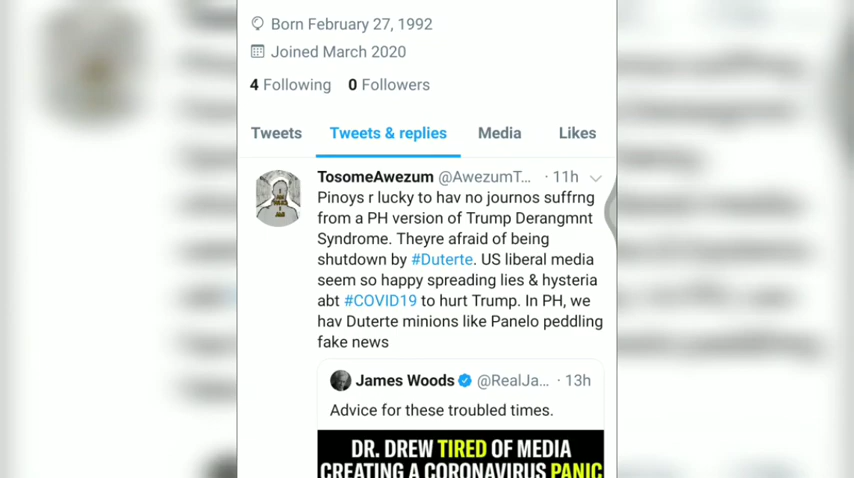 Born February 27, 1992
Joined March 2020
4 Following 0 Followers
Tweets Tweets & replies Media Likes
TosomeAwezum @AwezumT... · 11h
Pinoys r lucky to hav no journos suffrng
from a PH version of Trump Derangmnt
Syndrome. Theyre afraid of being
shutdown by #Duterte. US liberal media
seem so happy spreading lies & hysteria
abt #COVID19 to hurt Trump. In PH, we
hav Duterte minions like Panelo peddling
fake news
James Woods @RealJa... · 13h
Advice for these troubled times.
DR. DREW TIRED OF MEDIA
CREATING A CORONAVIRUS PANIC